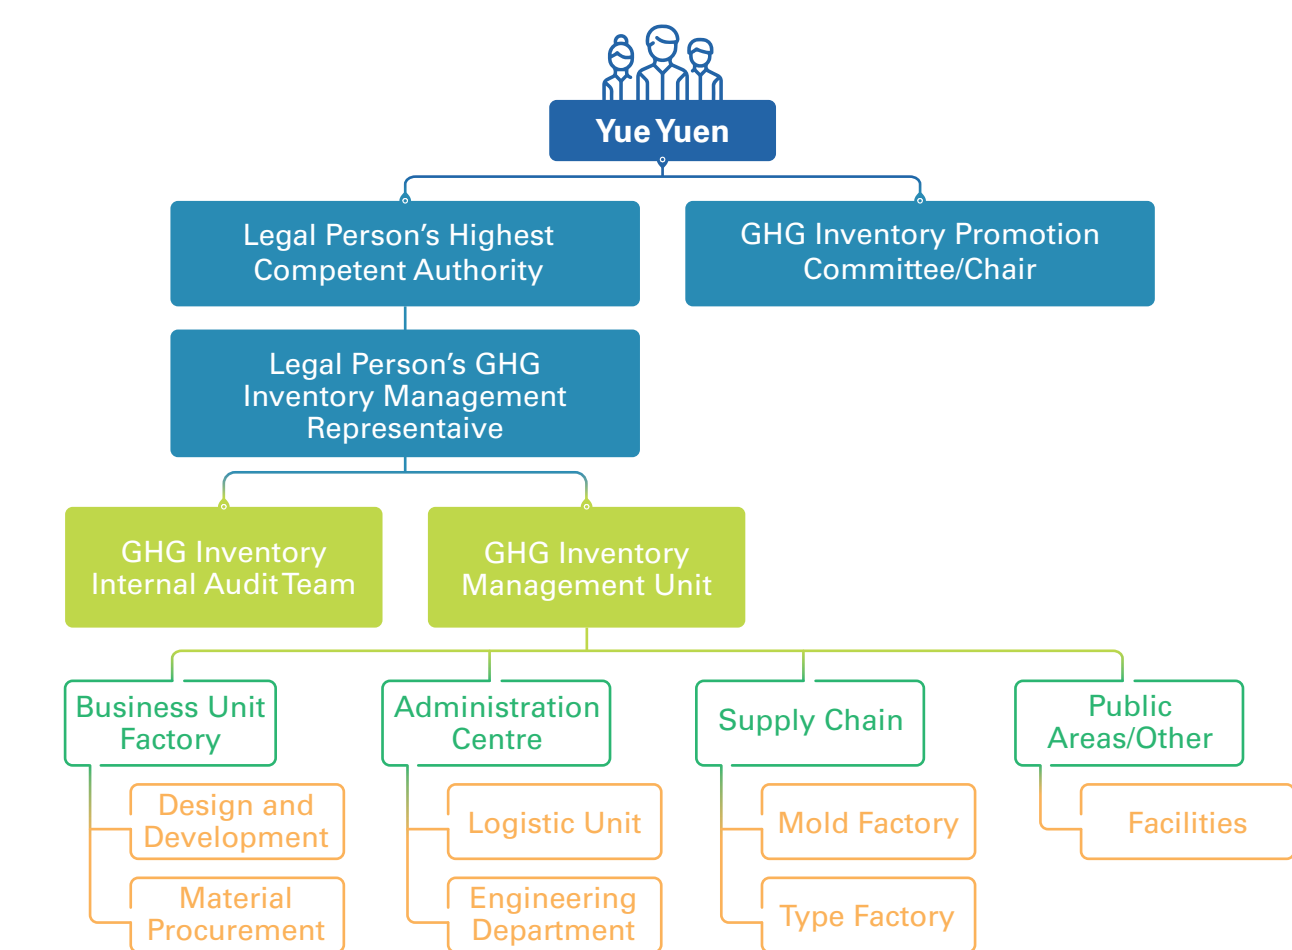 Yue Yuen
Legal Person's Highest
Competent Authority
GHG Inventory Promotion
Committee/Chair
Legal Person's GHG
Inventory Management
Representaive
GHG Inventory
Internal Audit Team
GHG Inventory
Management Unit
Business Unit
Factory
Administration
Centre
Supply Chain
Public
Areas/Other
Design and
Development
Logistic Unit
Mold Factory
Facilities
Material
Procurement
Engineering
Department
Type Factory